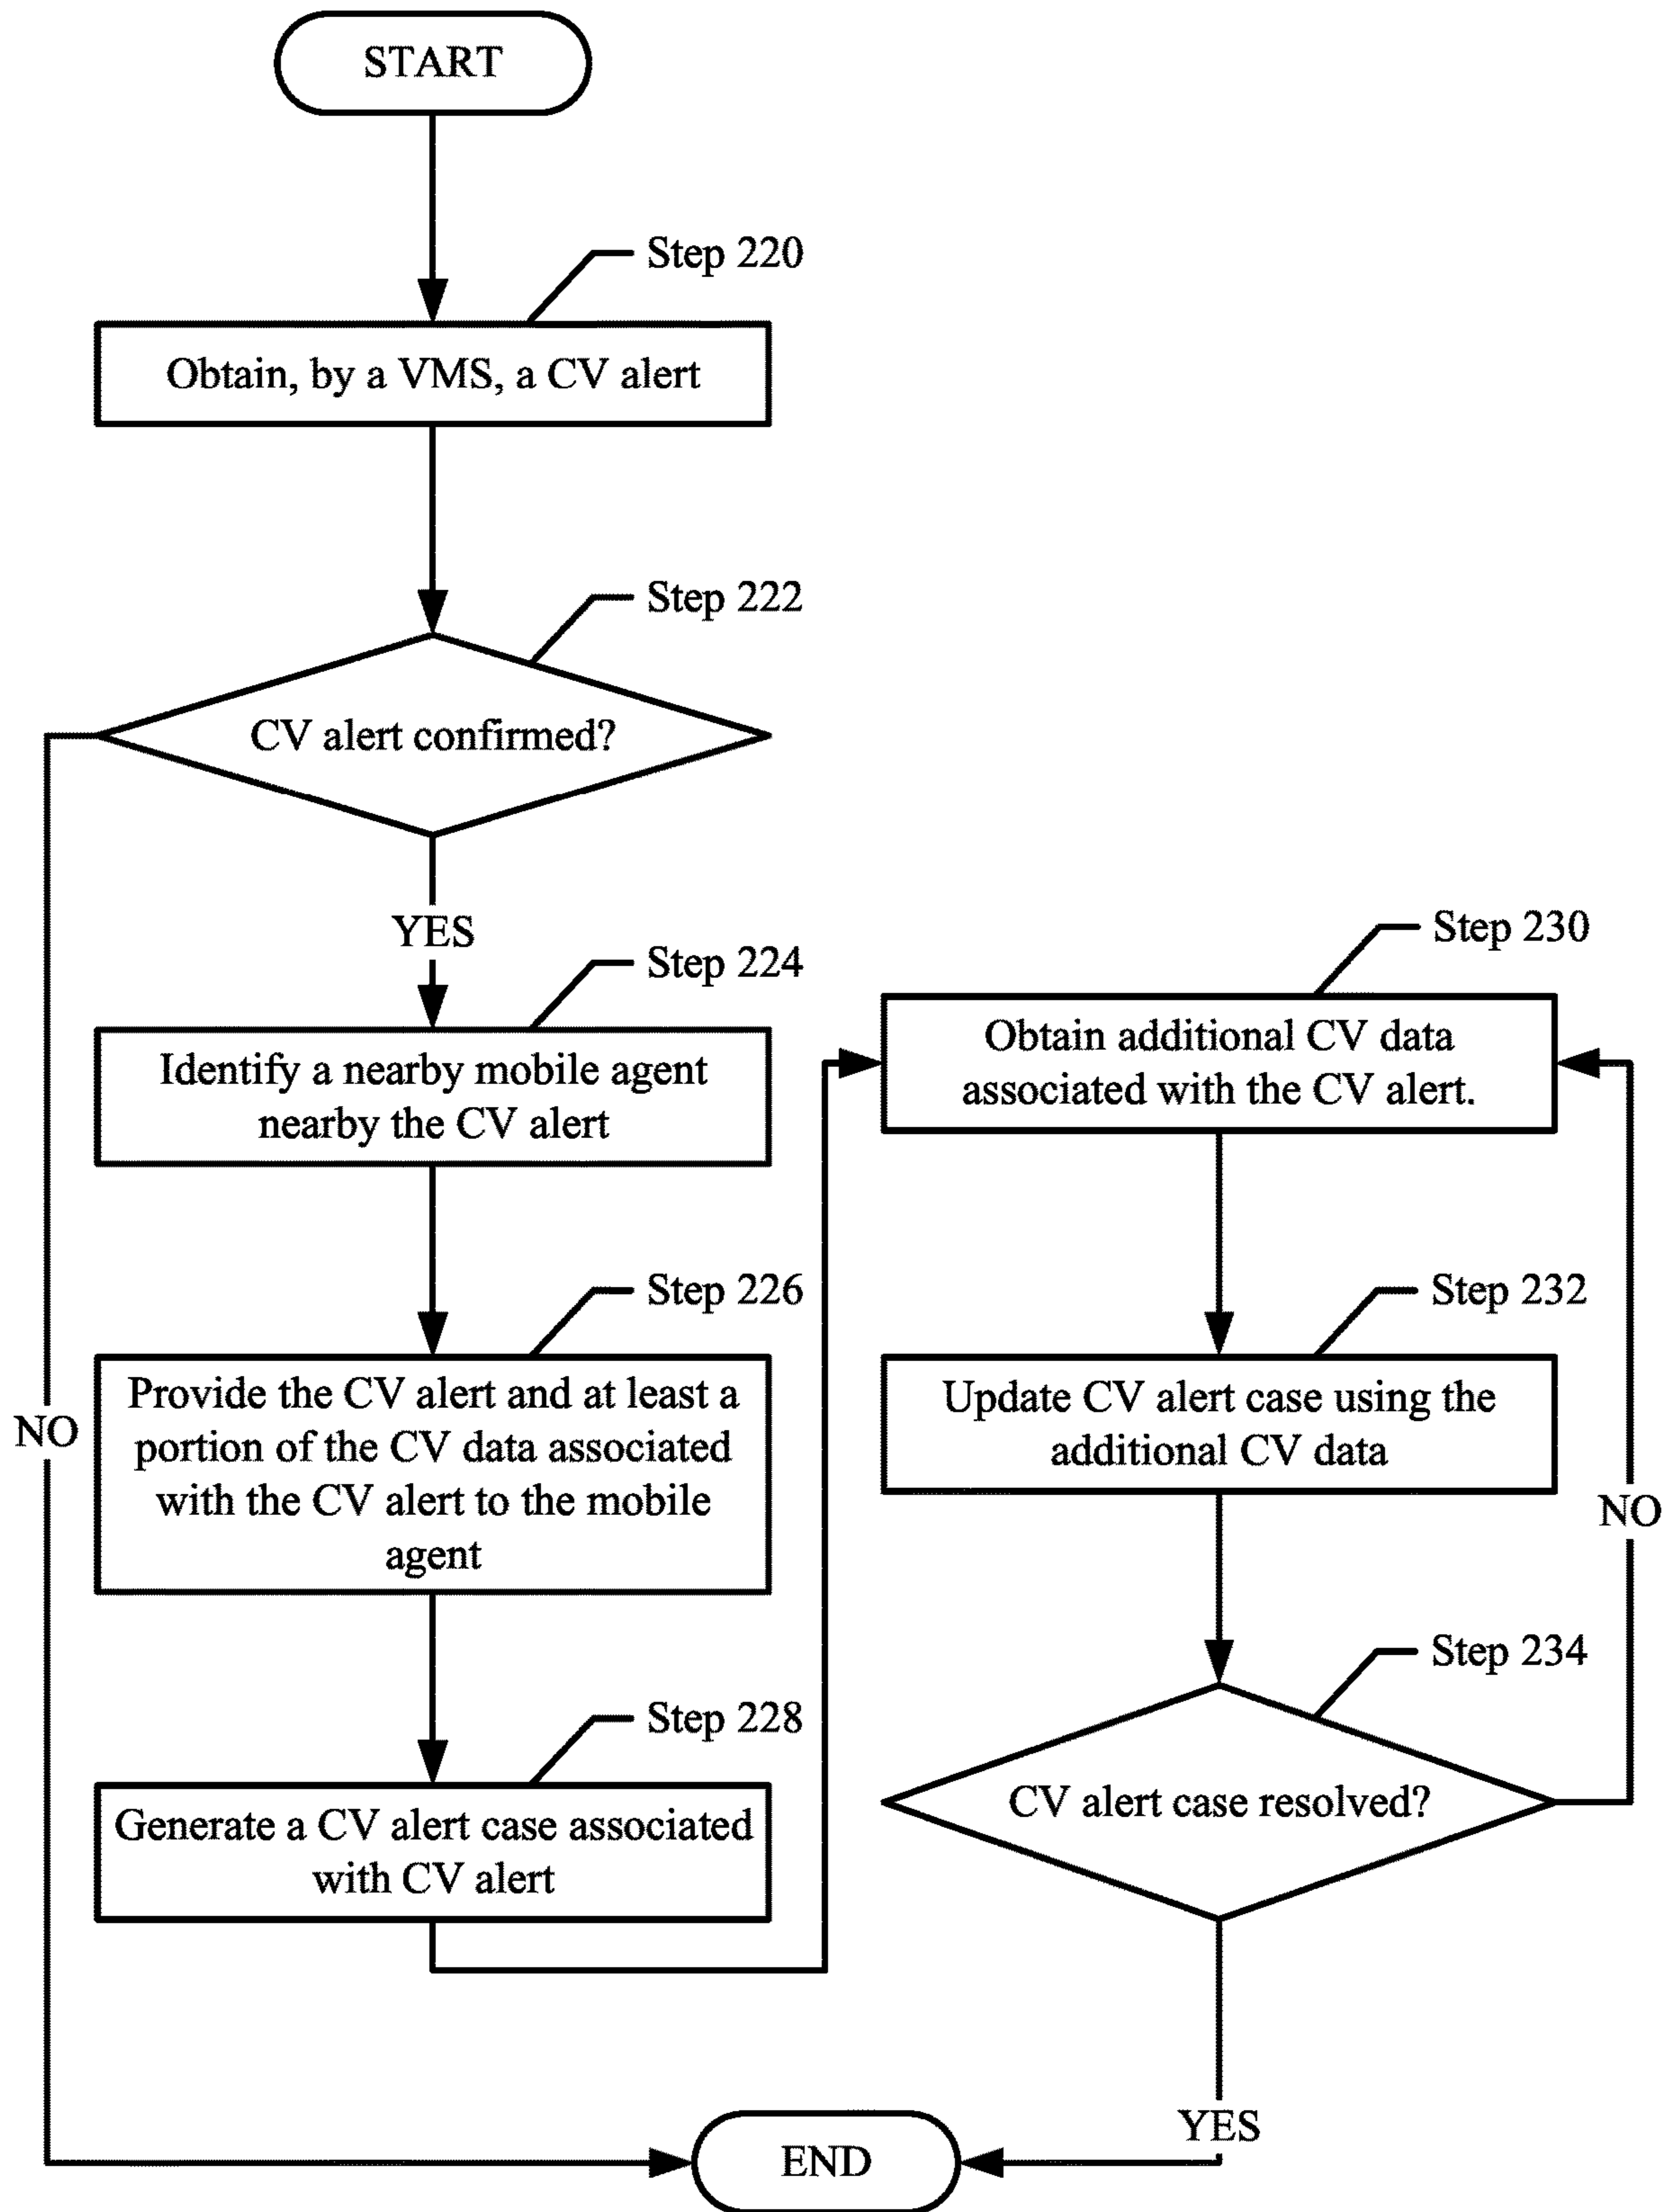 START
Step 220
Obtain, by a VMS, a CV alert
Step 222
CV alert confirmed?
YES
NO
Step 224
Identify a nearby mobile agent
nearby the CV alert
Step 226
Provide the CV alert and at least a
portion of the CV data associated
with the CV alert to the mobile
agent
Step 228
Generate a CV alert case associated
with CV alert
Step 230
Obtain additional CV data
associated with the CV alert.
Step 232
Update CV alert case using the
additional CV data
NO
Step 234
CV alert case resolved?
YES
END